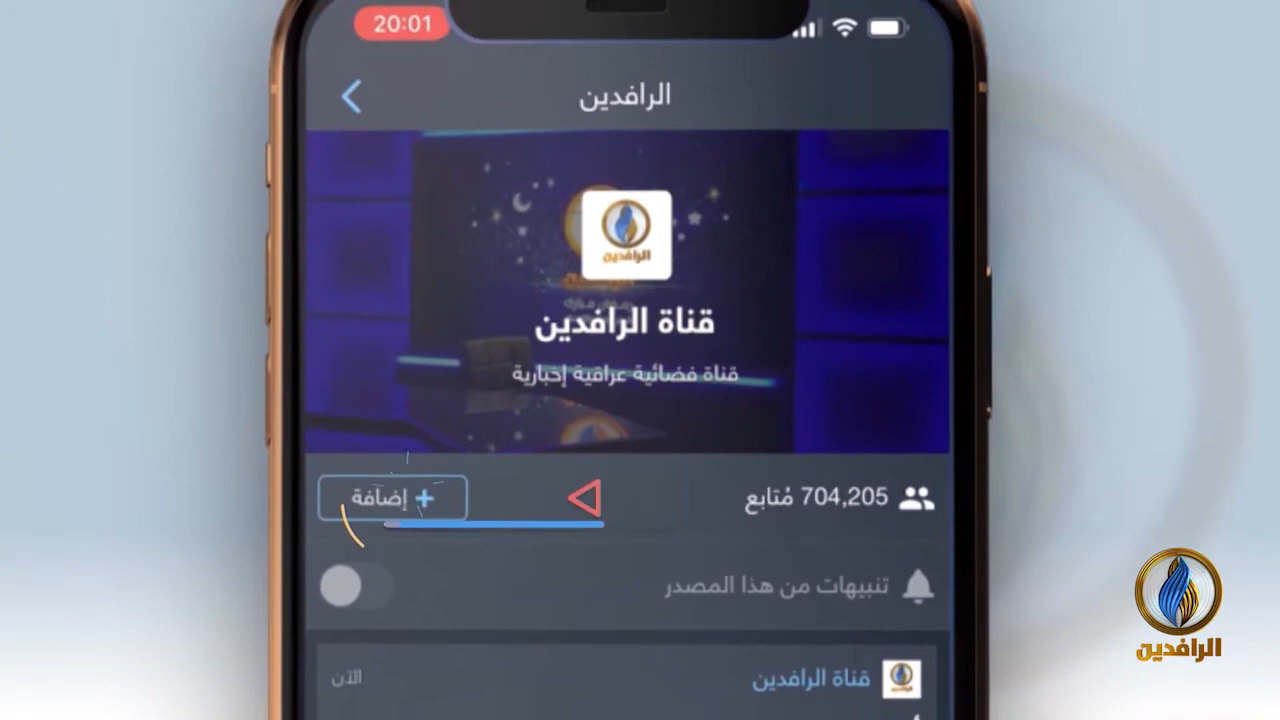 20:01
الرافدين
الرافدين
قناة الرافدين
قناة فضائية عراقية إخبارية
704,205 مُتابع
+ إضافة
تنبيهات من هذا المصدر
قناة الرافدين
الآن
الرافدين